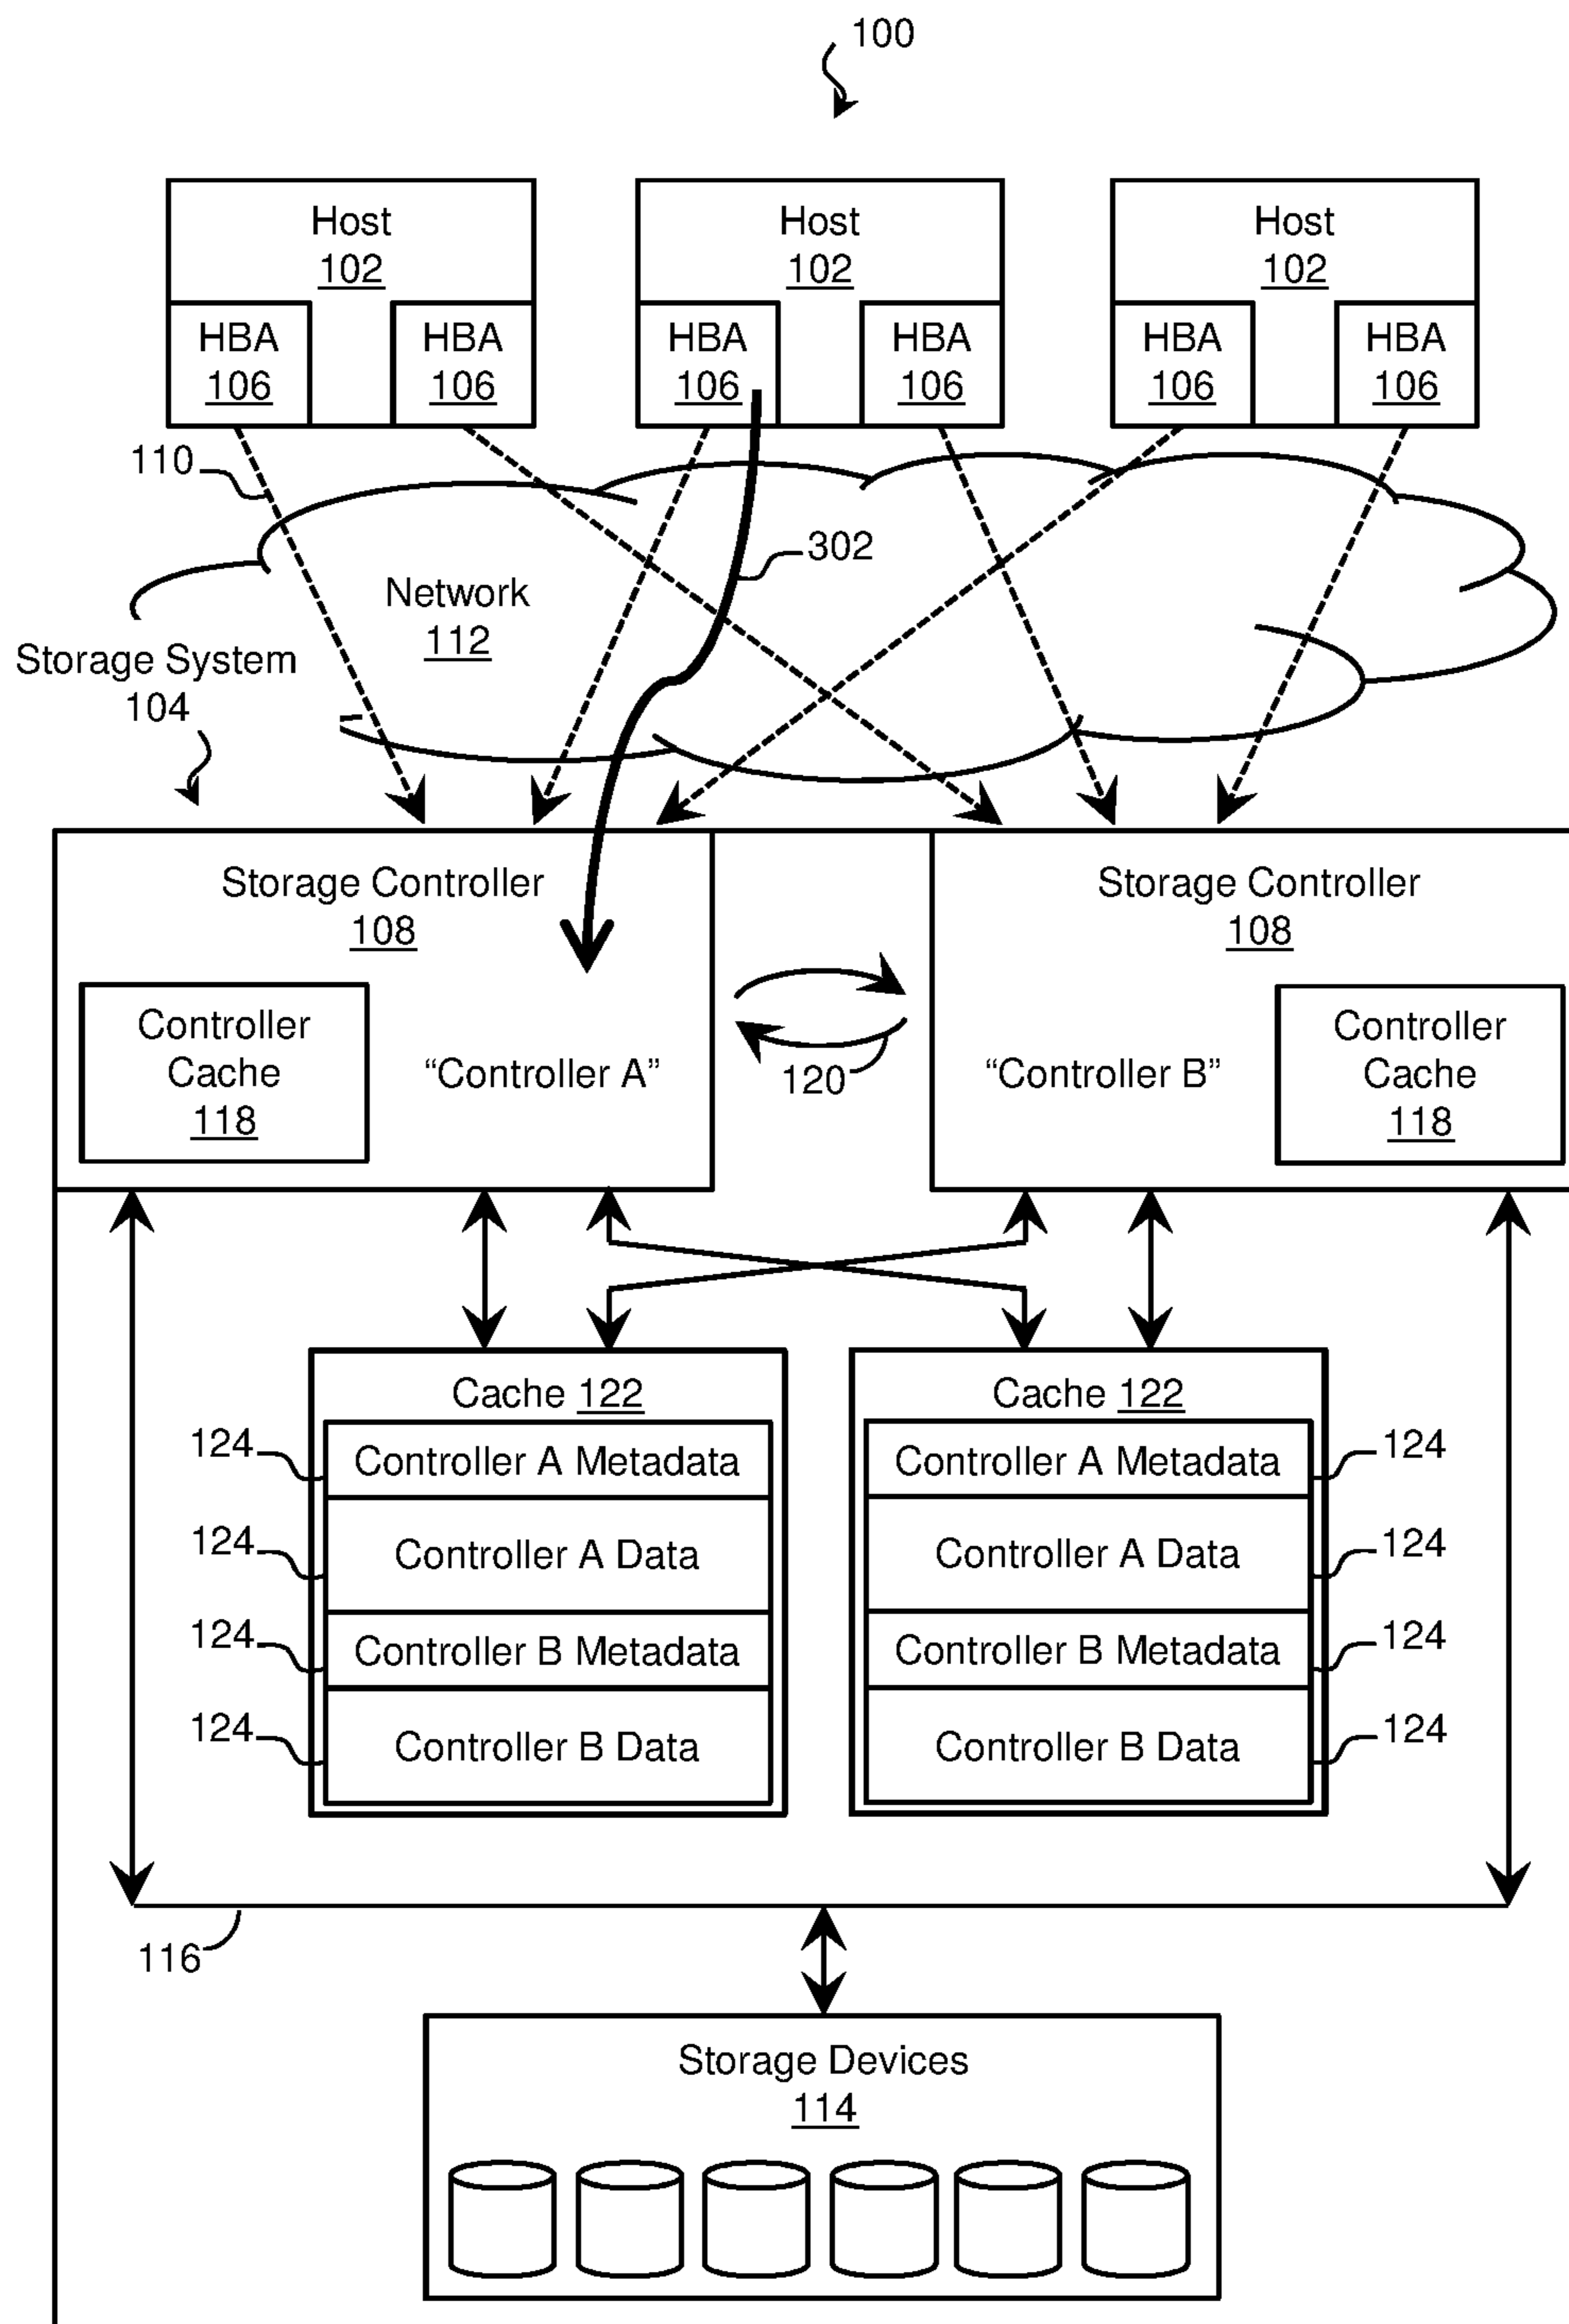 100
Host
102
HBA
106
HBA
106
Host
102
HBA
106
HBA
106
Host
102
HBA
106
HBA
106
110
302
Network
112
Storage System
104
Storage Controller
108
Controller
Cache
118
“Controller A”
120
Storage Controller
108
“Controller B”
Controller
Cache
118
Cache 122
124
Controller A Metadata
124
Controller A Data
124
Controller B Metadata
124
Controller B Data
Cache 122
Controller A Metadata
124
Controller A Data
124
Controller B Metadata
124
Controller B Data
124
116
Storage Devices
114